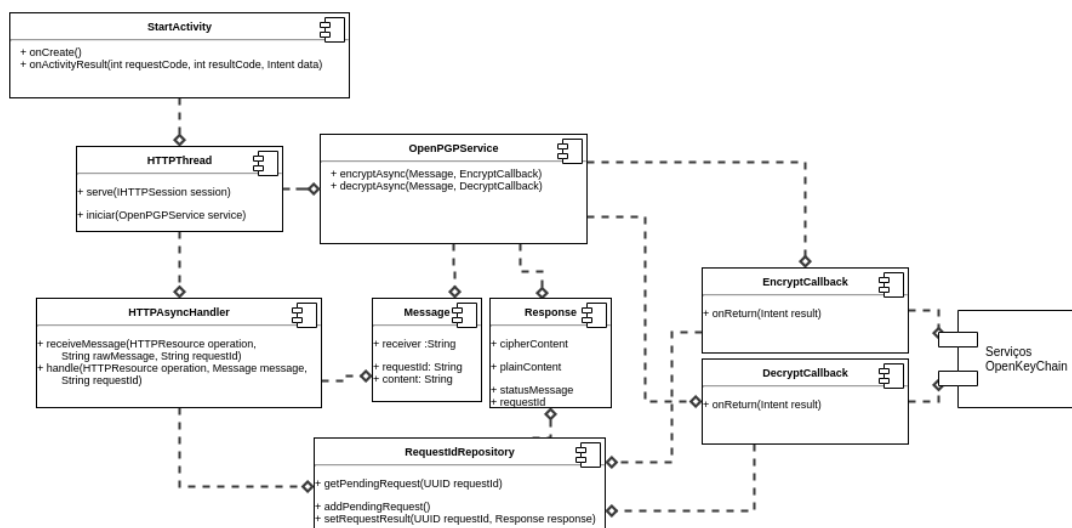 StartActivity
+ onCreate()
+ onActivityResult(int requestCode, int resultCode, Intent data)
HTTPThread
+ serve(IHTTPSession session)
+ iniciar(OpenPGPService service)
OpenPGPService
+ encryptAsync(Message, EncryptCallback)
+ decryptAsync(Message, DecryptCallback)
HTTPAsyncHandler
+ receiveMessage(HTTPResource operation,
String rawMessage, String requestId)
+ handle(HTTPResource operation, Message message,
String requestId)
Message
+ receiver :String
+ requestId: String
+ content: String
Response
+ cipherContent
+ plainContent
+ statusMessage
+ requestId
EncryptCallback
+ onReturn(Intent result)
DecryptCallback
+ onReturn(Intent result)
Serviços
OpenKeyChain
RequestIdRepository
+ getPendingRequest(UUID requestId)
+ addPendingRequest()
+ setRequestResult(UUID requestId, Response response)